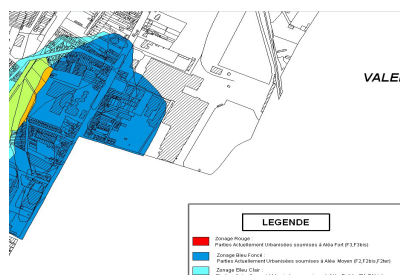 VALE
LEGENDE
Zonage Rouge :
Parties Actuellement Urbanisées soumises à Aléa Fort (F3,F3bis)
Zonage Bleu Foncé :
Parties Actuellement Urbanisées soumises à Aléa Moyen (F2,F2bis,F2ter)
Zonage Bleu Clair :